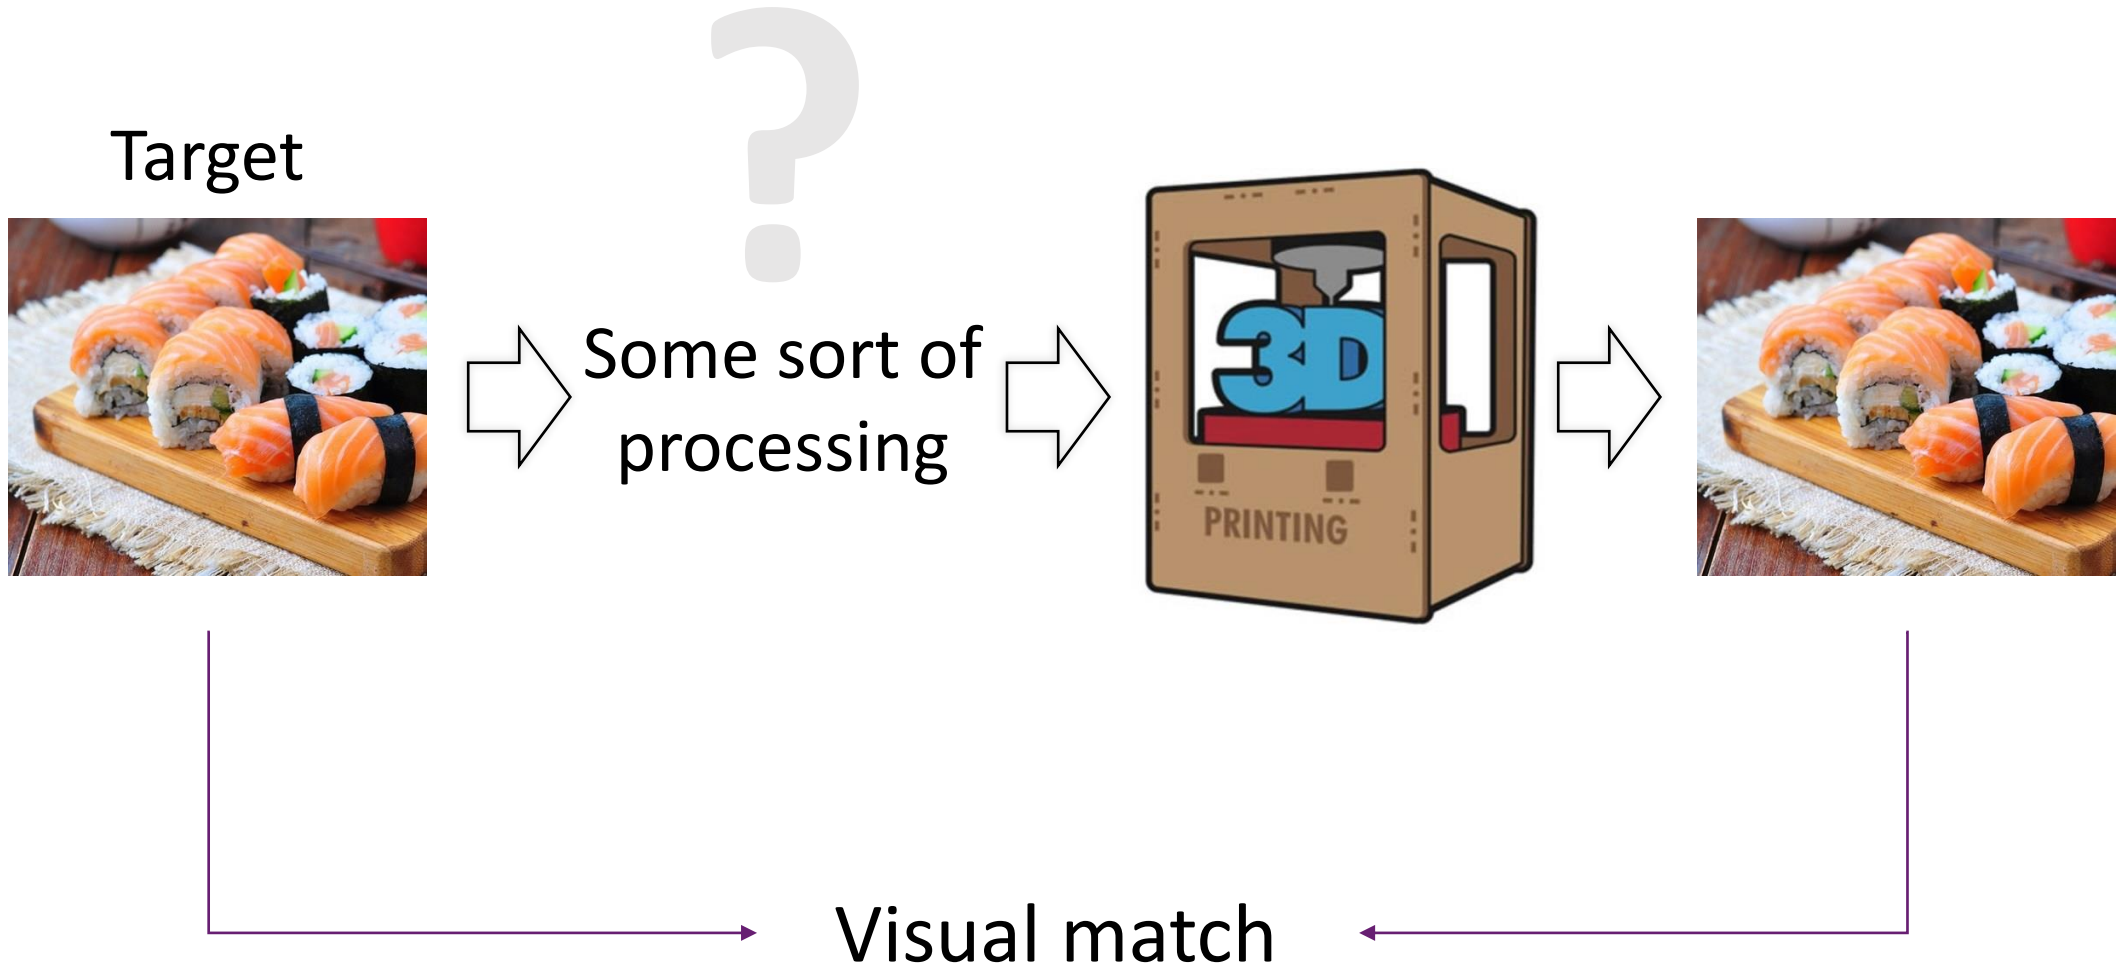 ?
Target
Some sort of
processing
3D
PRINTING
Visual match